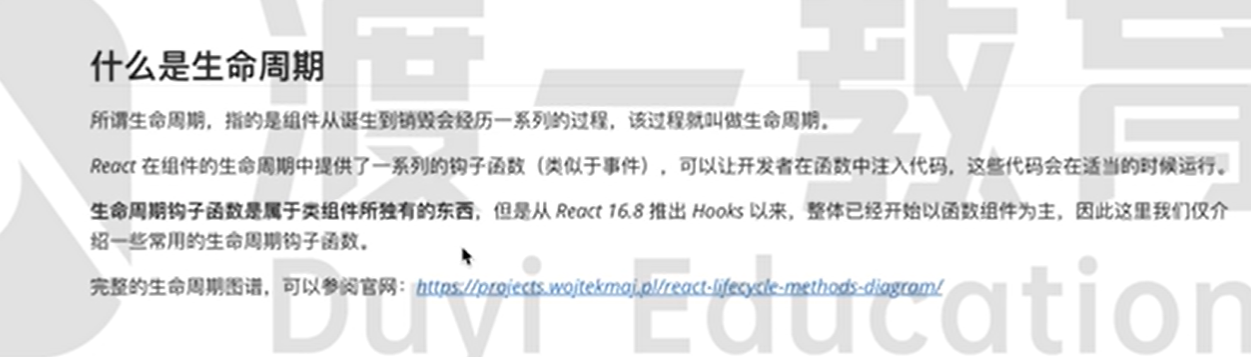 什么是生命周期
所谓生命周期，指的是组件从诞生到销毁会经历一系列的过程，该过程就叫做生命周期。
React 在组件的生命周期中提供了一系列的钩子函数（类似于事件），可以让开发者在函数中注入代码，这些代码会在适当的时候运行。
生命周期钩子函数是属于类组件所独有的东西，但是从 React 16.8 推出 Hooks 以来，整体已经开始以函数组件为主，因此这里我们仅介
绍一些常用的生命周期钩子函数。
完整的生命周期图谱，可以参阅官网：https://projects.wojtekmaj.pl/react-lifecycle-methods-diagram/
渡一教育
Duyi Education